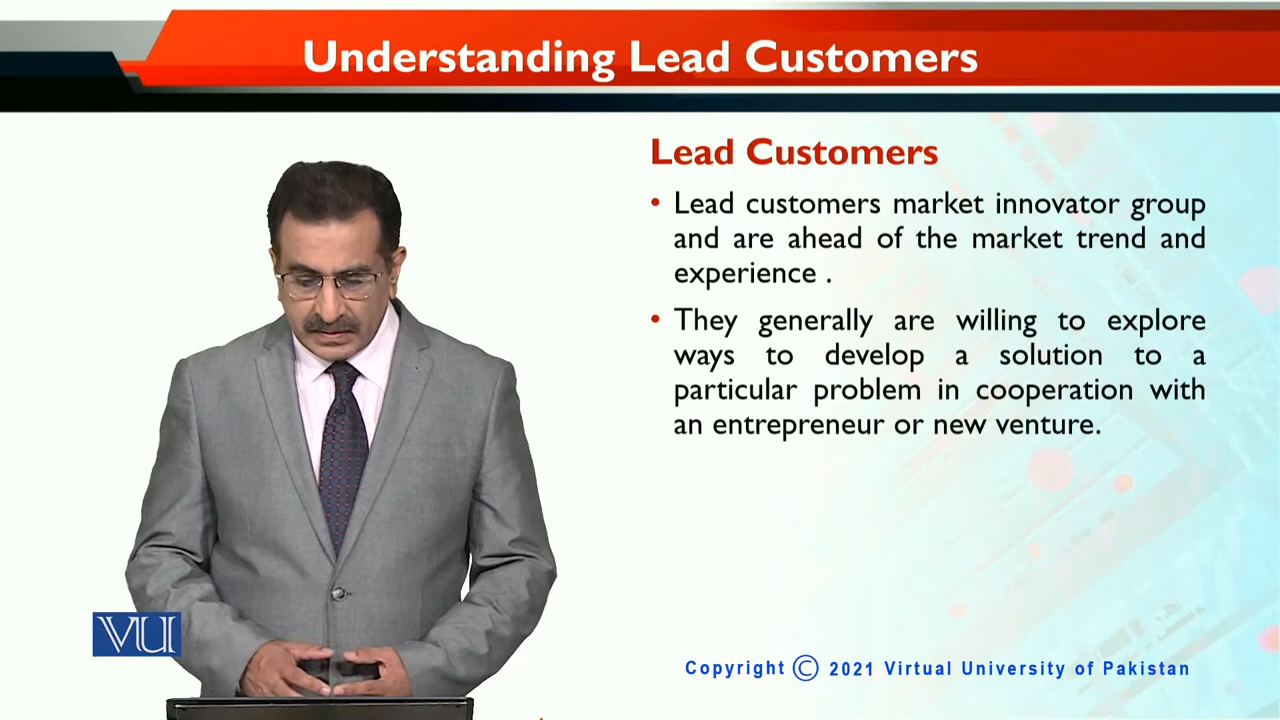 Understanding Lead Customers
Lead Customers
• Lead customers market innovator group
and are ahead of the market trend and
experience .
• They generally are willing to explore
ways to develop a solution to a
particular problem in cooperation with
an entrepreneur or new venture.
VU
Copyright © 2021 Virtual University of Pakistan